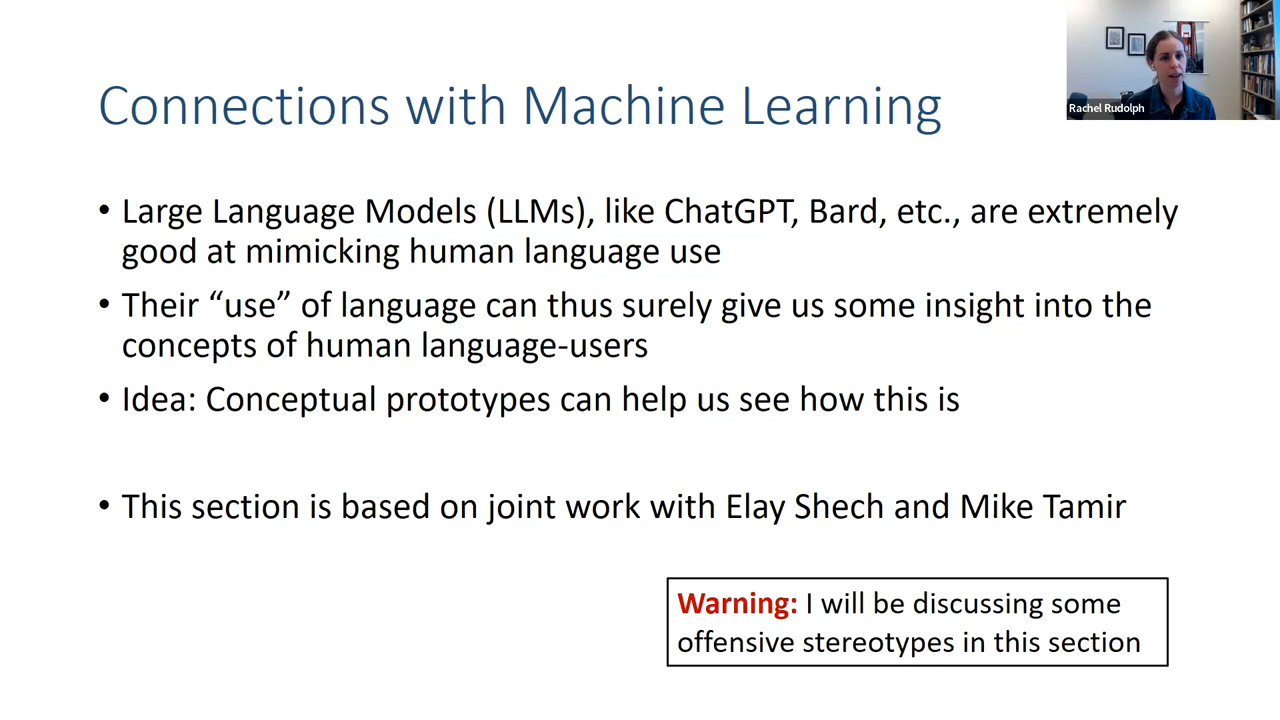 Rachel Rudolph
Connections with Machine Learning
• Large Language Models (LLMs), like ChatGPT, Bard, etc., are extremely
good at mimicking human language use
• Their “use” of language can thus surely give us some insight into the
concepts of human language-users
• Idea: Conceptual prototypes can help us see how this is
• This section is based on joint work with Elay Shech and Mike Tamir
Warning: I will be discussing some
offensive stereotypes in this section